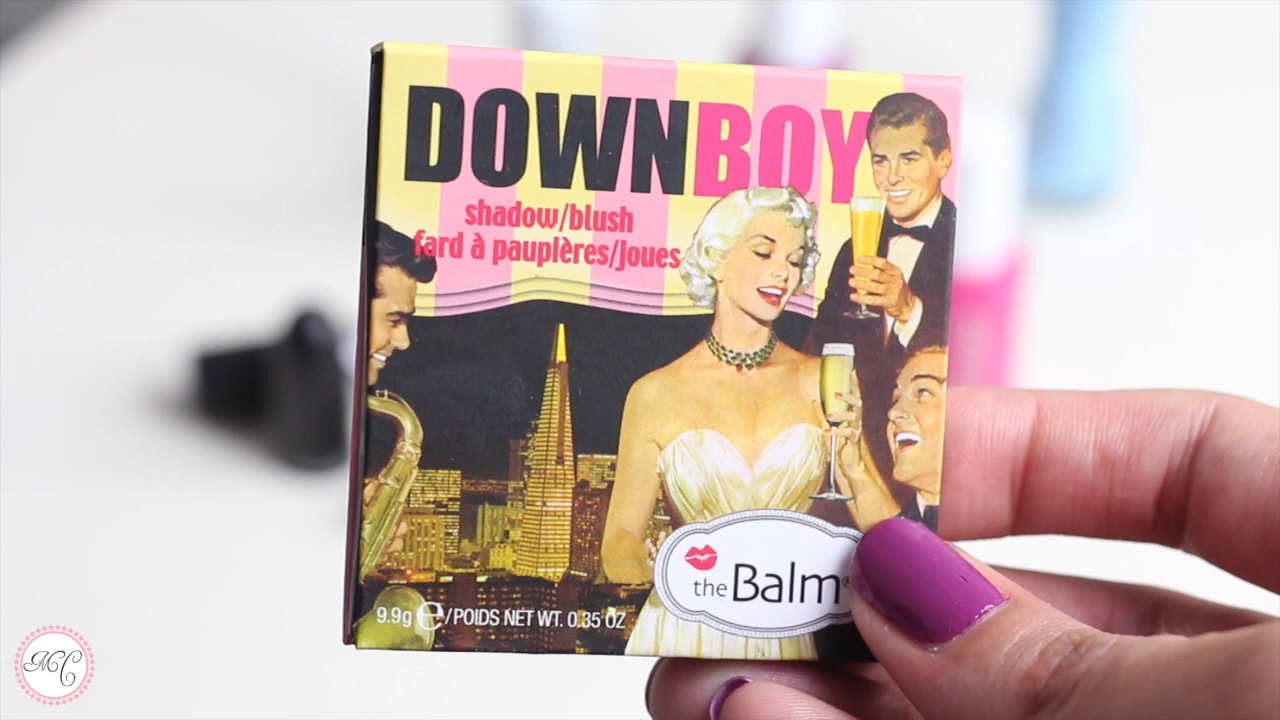 DOWNBOY
shadow/blush
fard à paupières/joues
the Balm®
9.9g e/POIDS NET WT. 0.35 OZ
MC